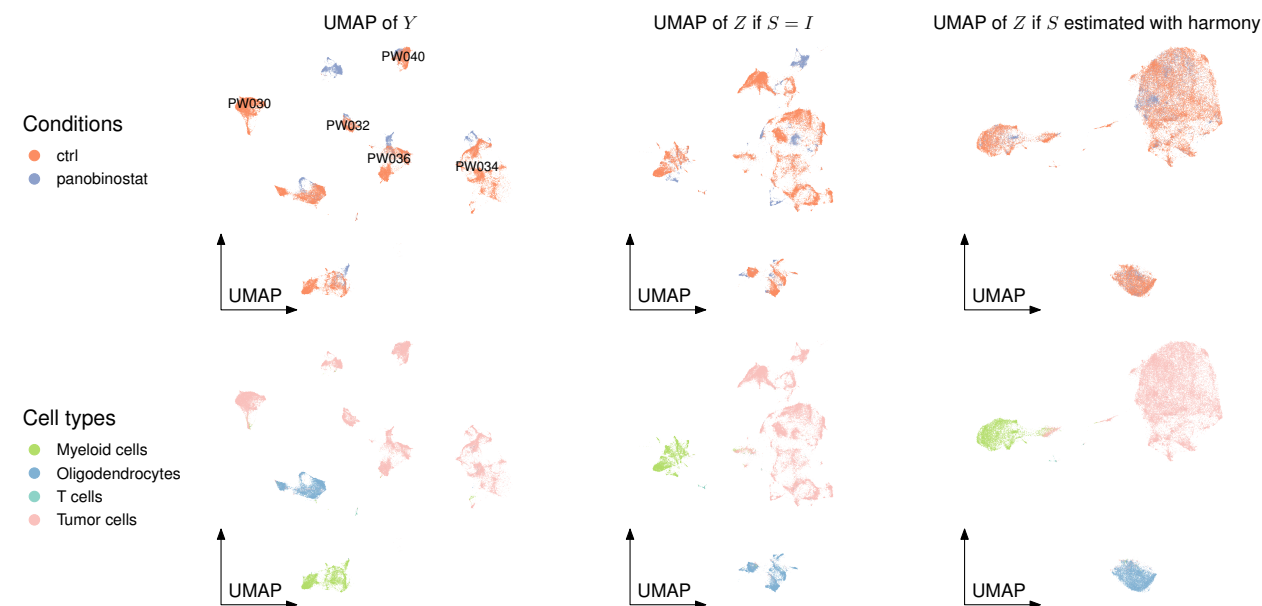 UMAP of Y
UMAP of Z if S = I
UMAP of Z if S estimated with harmony
PW040
PW030
Conditions
PW032
ctrl
PW036
PW034
panobinostat
UMAP
UMAP
UMAP
Cell types
Myeloid cells
Oligodendrocytes
T cells
Tumor cells
UMAP
UMAP
UMAP